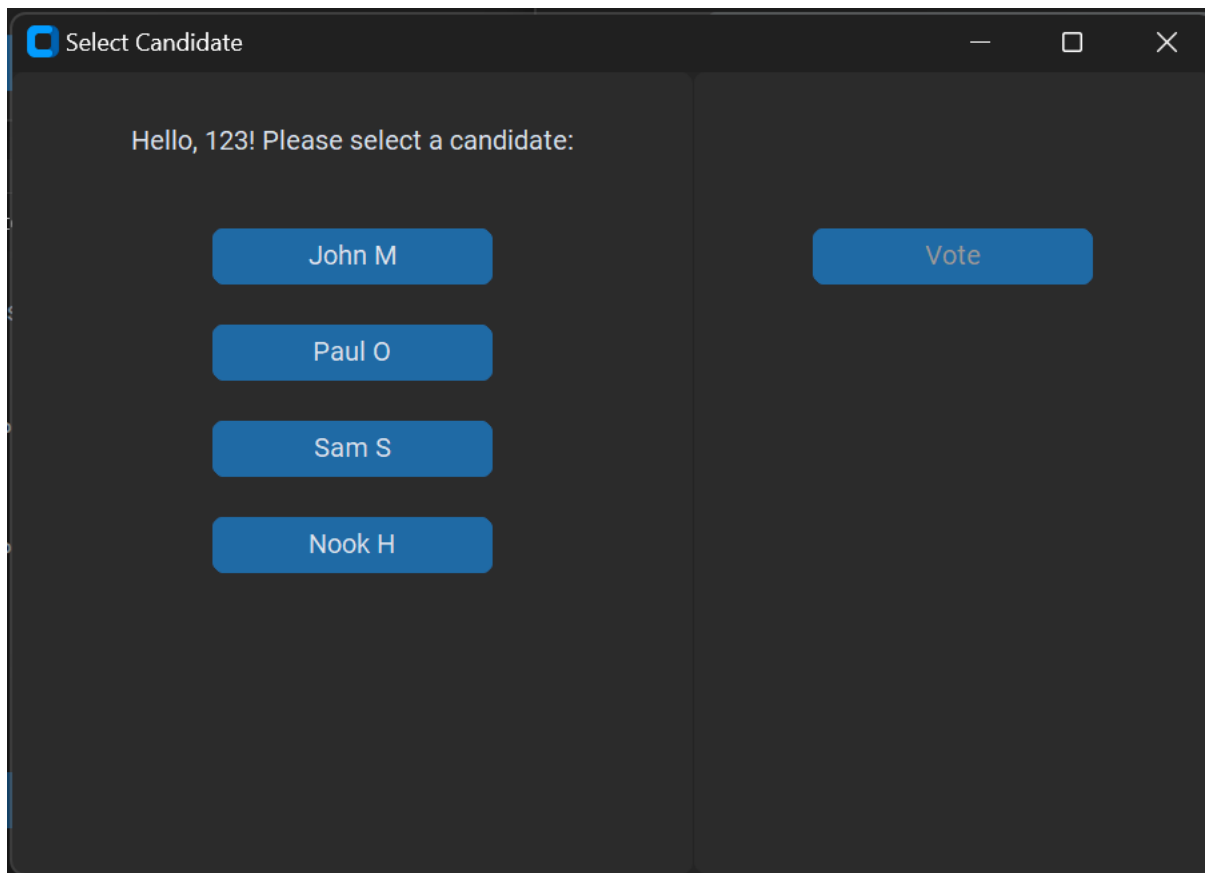 Select Candidate
Hello, 123! Please select a candidate:
John M
Vote
Paul O
Sam S
Nook H